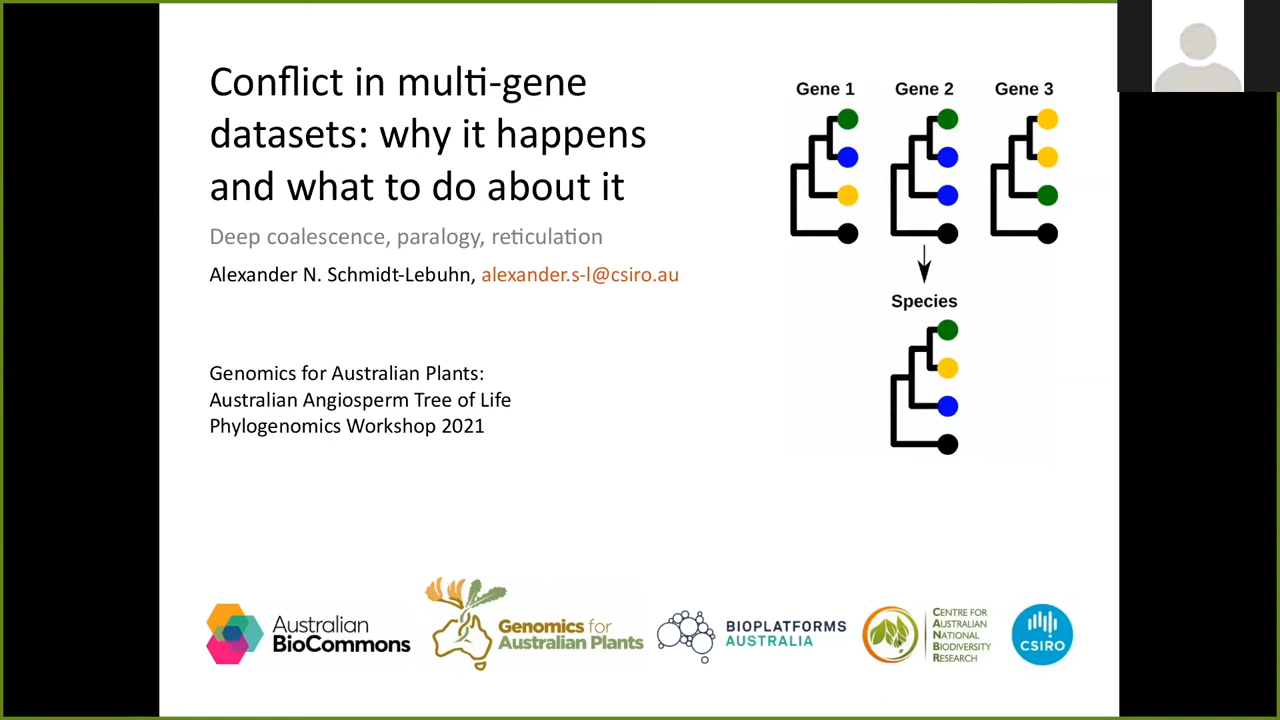 Conflict in multi-gene
datasets: why it happens
and what to do about it
Deep coalescence, paralogy, reticulation
Alexander N. Schmidt-Lebuhn, alexander.s-l@csiro.au
Genomics for Australian Plants:
Australian Angiosperm Tree of Life
Phylogenomics Workshop 2021
Gene 1 Gene 2 Gene 3
Species
Australian
BioCommons
Genomics for
Australian Plants
BIOPLATFORMS
AUSTRALIA
CENTRE FOR
AUSTRALIAN
NATIONAL
BIODIVERSITY
RESEARCH
CSIRO